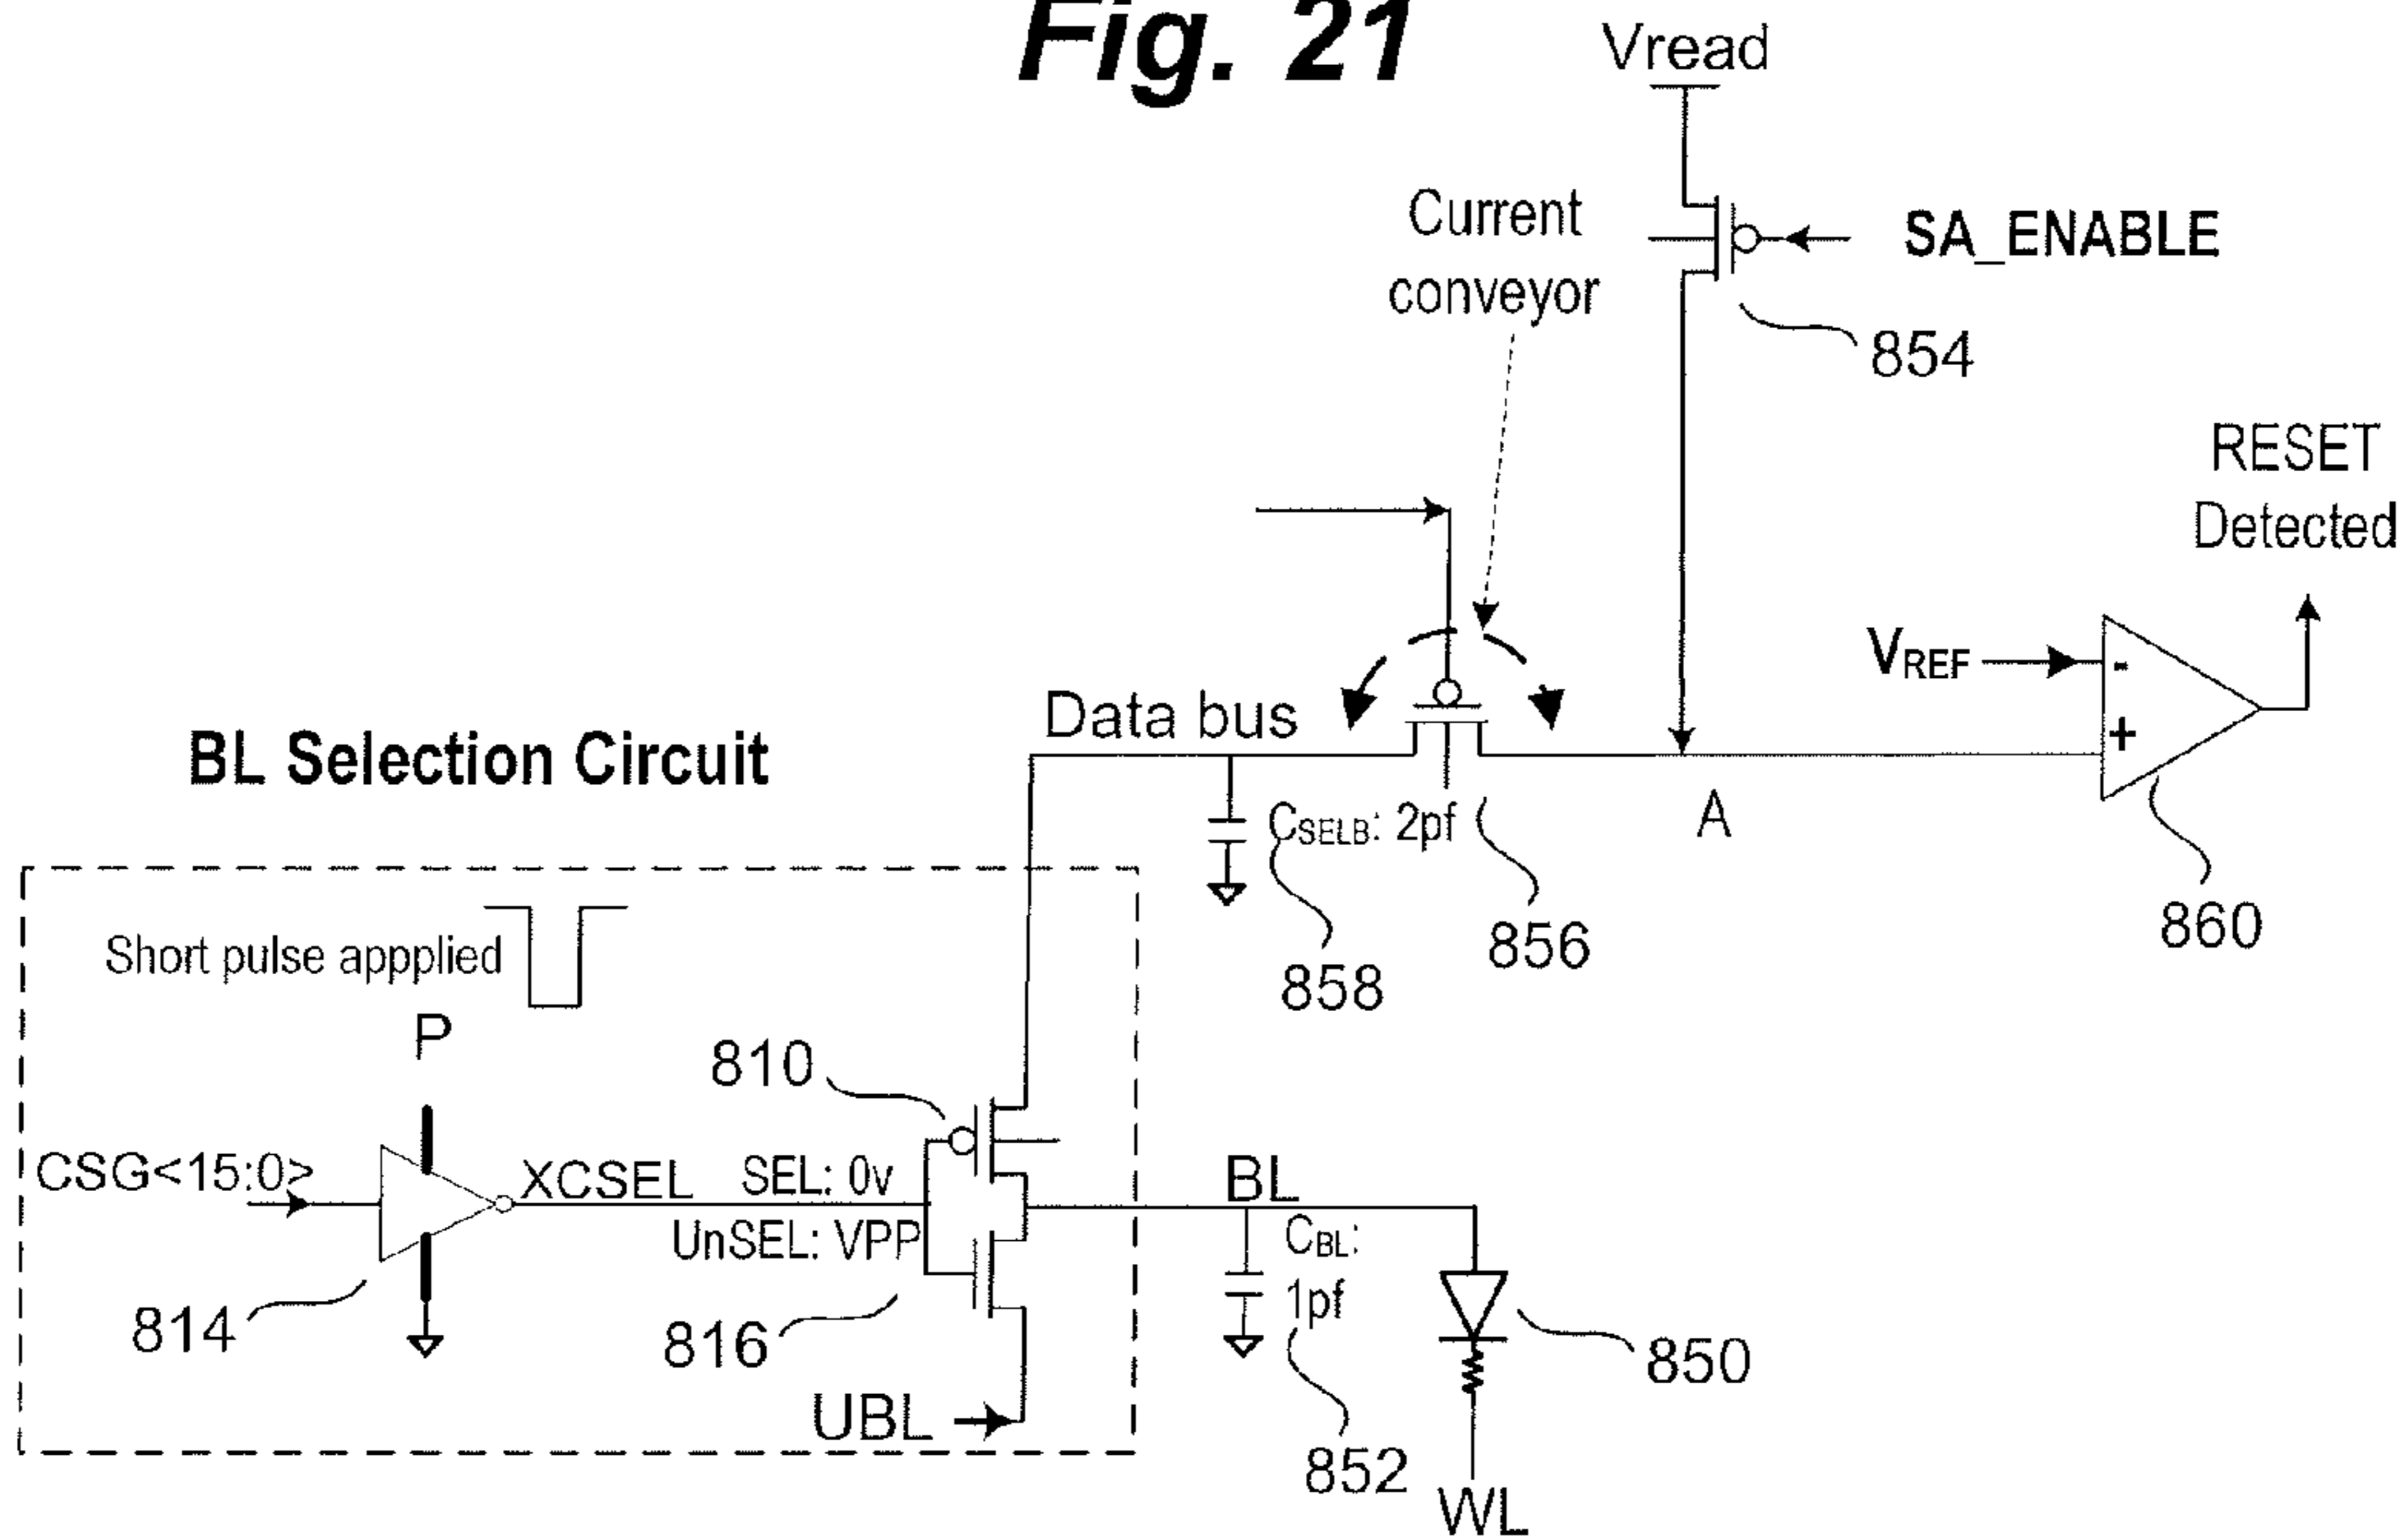 Fig. 21
Vread
Current
conveyor
SA_ENABLE
854
RESET
Detected
VREF
-
+
Data bus
BL Selection Circuit
CSELB: 2pf
A
860
856
858
Short pulse appplied
P
810
CSG<15:0>
XCSEL
SEL: 0v
UnSEL: VPP
BL
CBL:
1pf
814
816
850
UBL
852
WL